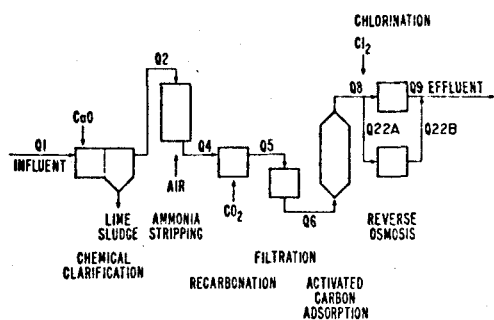 CHLORINATION
Cl2
Q2
Q8
Q9 EFFLUENT
CaO
Q1
INFLUENT
Q4
Q5
Q22A
Q22B
AIR
CO2
Q6
LIME
SLUDGE
AMMONIA
STRIPPING
REVERSE
OSMOSIS
CHEMICAL
CLARIFICATION
FILTRATION
RECARBONATION
ACTIVATED
CARBON
ADSORPTION